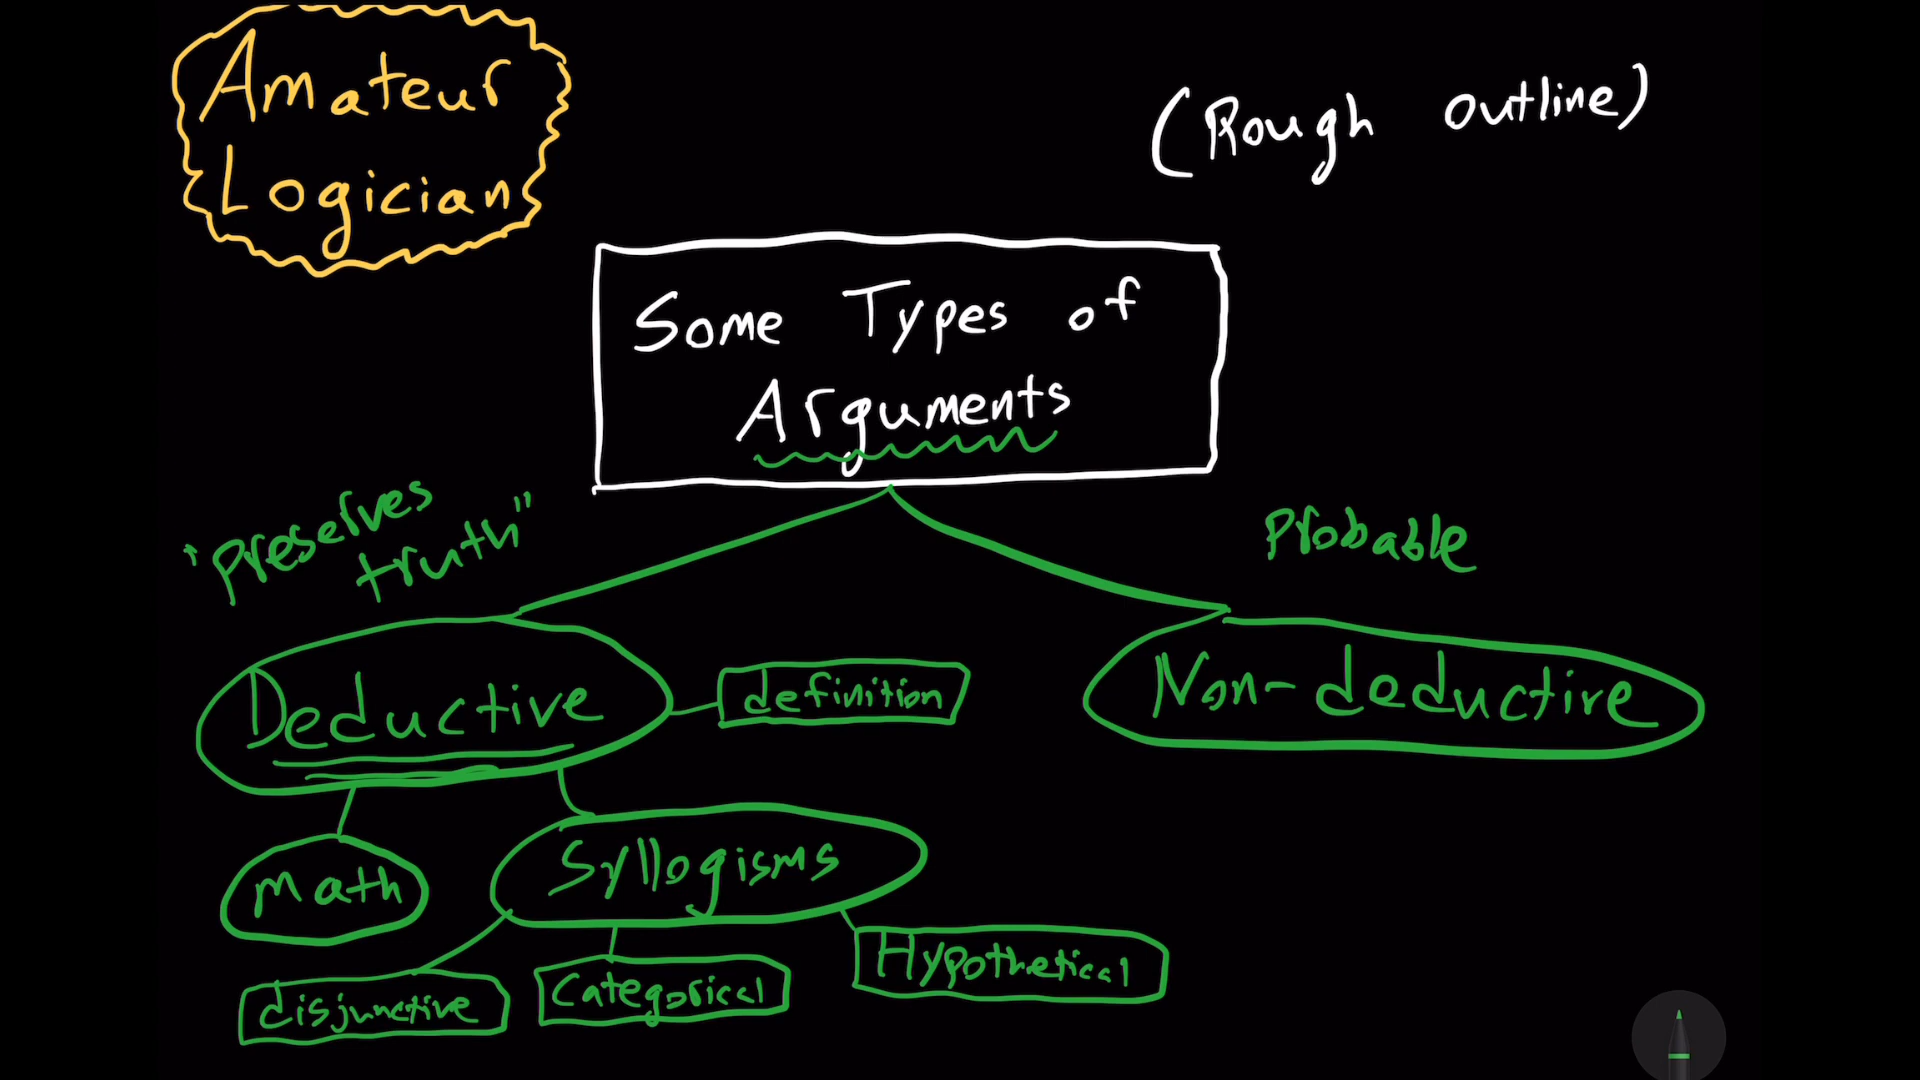 Amateur
Logician
(Rough outline)
Some Types of
Arguments
"preserves
truth"
Probable
Deductive
definition
Non-deductive
math
Syllogisms
disjunctive
Categorical
Hypothetical